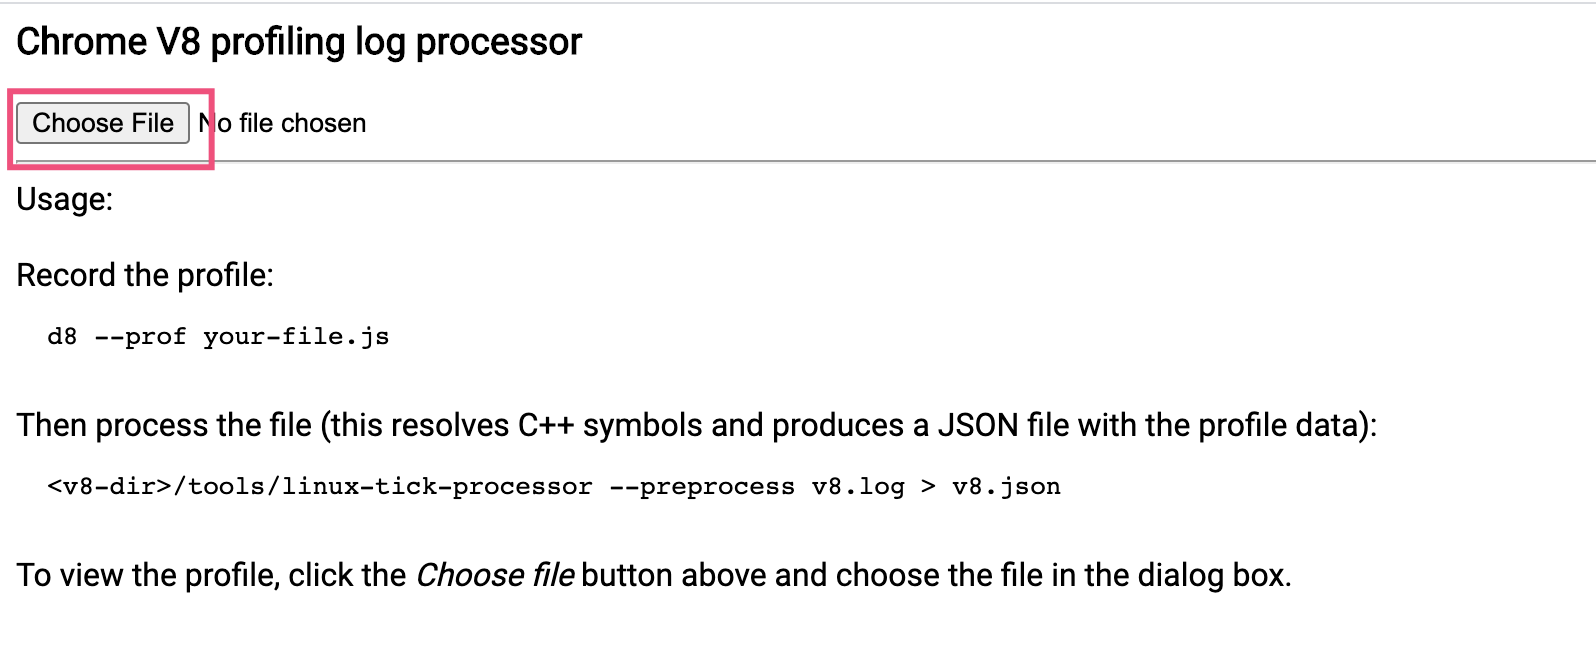 Chrome V8 profiling log processor
Choose File No file chosen
Usage:
Record the profile:
d8 --prof your-file.js
Then process the file (this resolves C++ symbols and produces a JSON file with the profile data):
<v8-dir>/tools/linux-tick-processor --preprocess v8.log > v8.json
To view the profile, click the Choose file button above and choose the file in the dialog box.